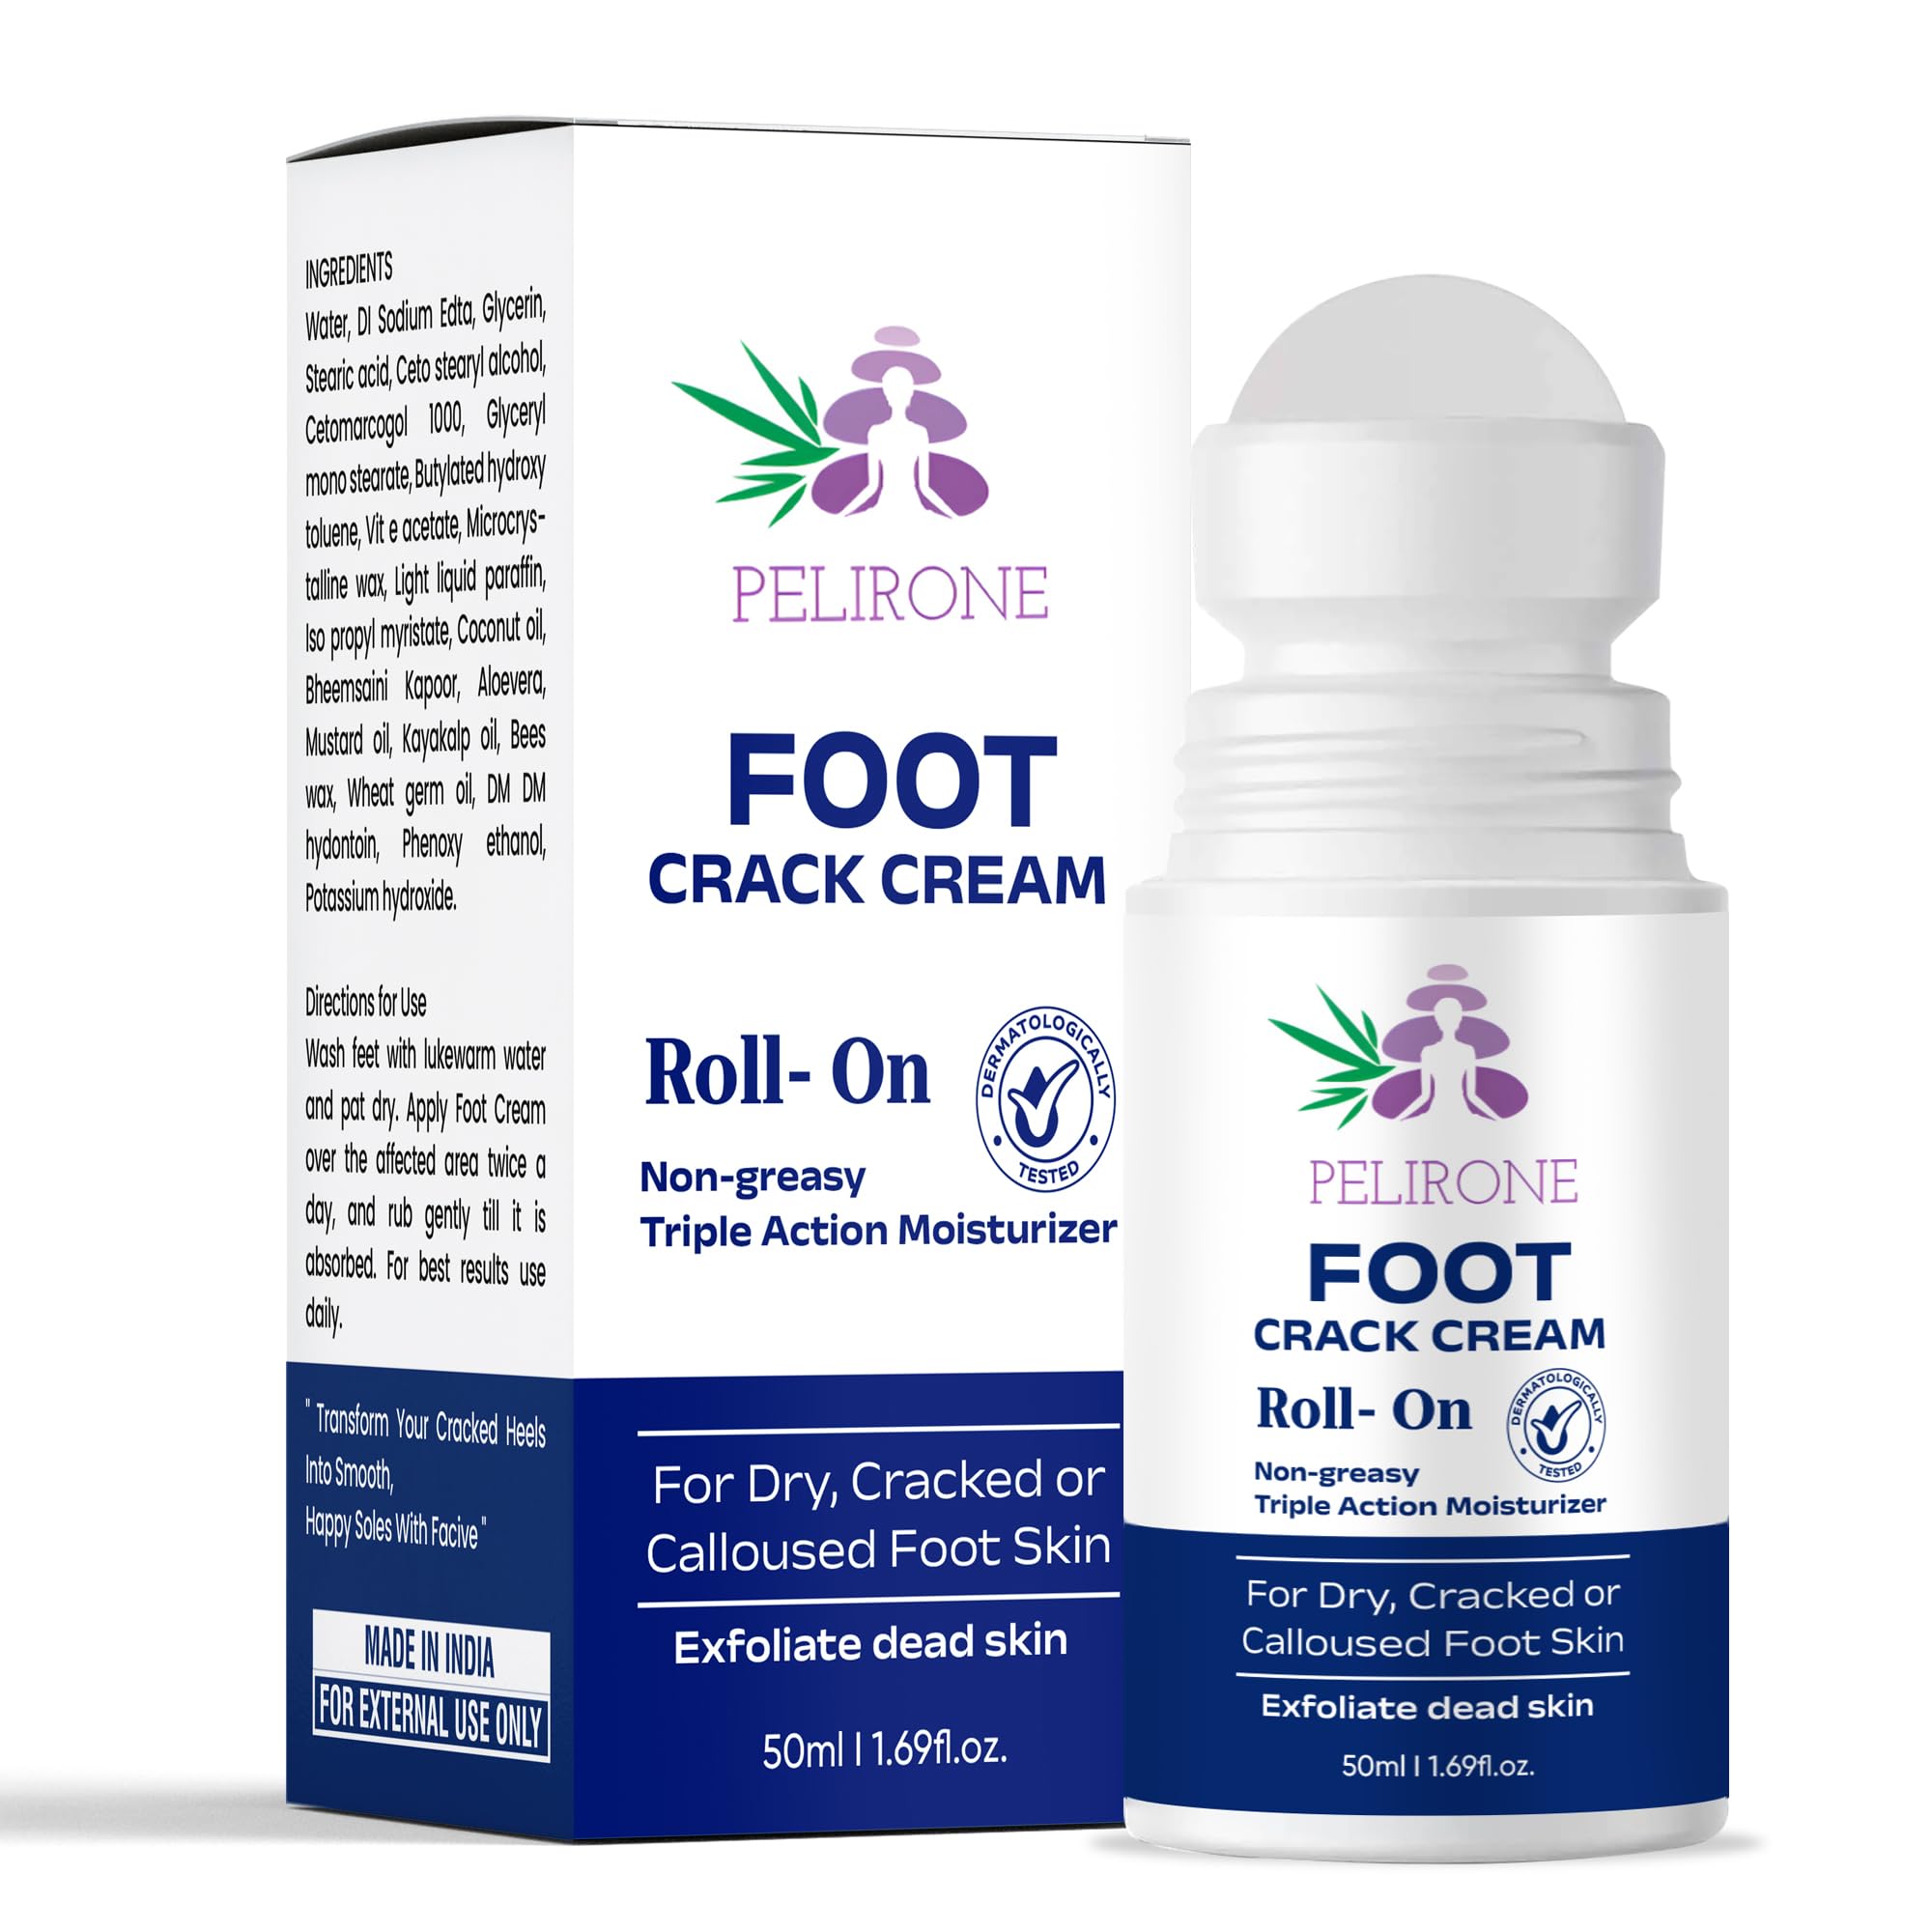 INGREDIENTS
Water, DI Sodium Edta, Glycerin,
Stearic acid, Ceto stearyl alcohol,
Cetomarcogol 1000, Glyceryl
mono stearate, Butylated hydroxy
toluene, Vit e acetate, Microcrys-
talline wax, Light liquid paraffin,
Iso propyl myristate, Coconut oil,
Bheemsaini Kapoor, Aloevera,
Mustard oil, Kayakalp oil, Bees
wax, Wheat germ oil, DM DM
hydontoin, Phenoxy ethanol,
Potassium hydroxide.
Directions for Use
Wash feet with lukewarm water
and pat dry. Apply Foot Cream
over the affected area twice a
day, and rub gently till it is
absorbed. For best results use
daily.
" Transform Your Cracked Heels
Into Smooth,
Happy Soles With Facive "
MADE IN INDIA
FOR EXTERNAL USE ONLY
PELIRONE
FOOT
CRACK CREAM
Roll- On
DERMATOLOGICALLY
TESTED
Non-greasy
Triple Action Moisturizer
For Dry, Cracked or
Calloused Foot Skin
Exfoliate dead skin
50ml I 1.69fl.oz.
PELIRONE
FOOT
CRACK CREAM
Roll- On
DERMATOLOGICALLY
TESTED
Non-greasy
Triple Action Moisturizer
For Dry, Cracked or
Calloused Foot Skin
Exfoliate dead skin
50ml I 1.69fl.oz.